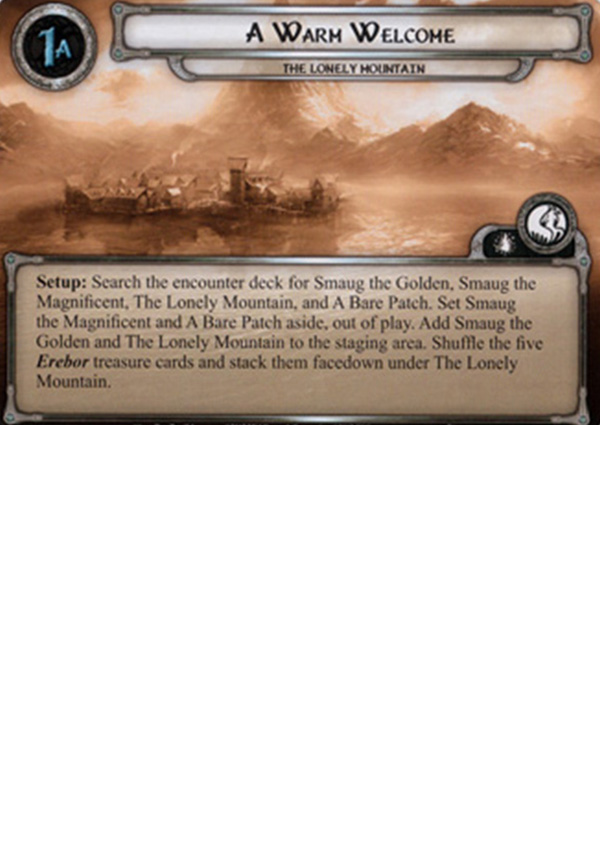 1A
A Warm Welcome
The Lonely Mountain
Setup: Search the encounter deck for Smaug the Golden, Smaug the
Magnificent, The Lonely Mountain, and A Bare Patch. Set Smaug
the Magnificent and A Bare Patch aside, out of play. Add Smaug the
Golden and The Lonely Mountain to the staging area. Shuffle the five
Erebor treasure cards and stack them facedown under The Lonely
Mountain.